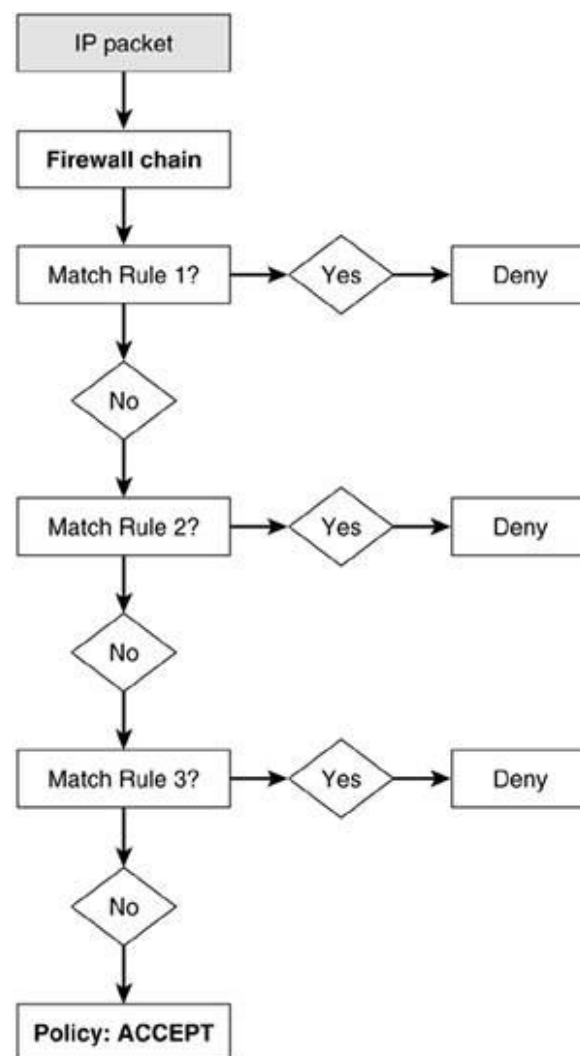 IP packet
Firewall chain
Match Rule 1?
Yes
Deny
No
Match Rule 2?
Yes
Deny
No
Match Rule 3?
Yes
Deny
No
Policy: ACCEPT